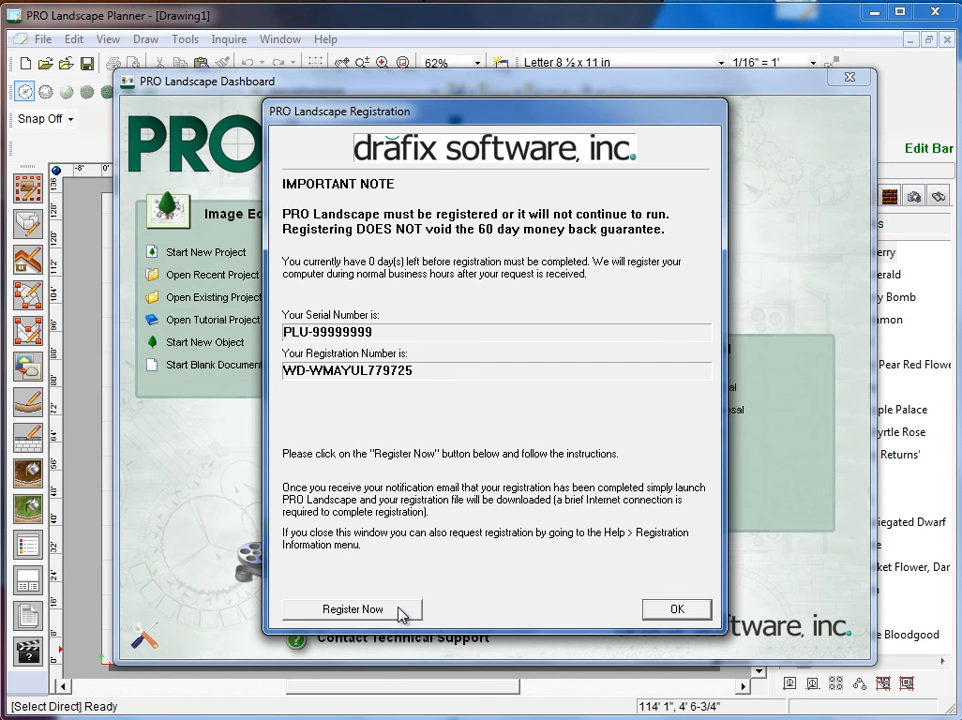 PRO Landscape Planner - [Drawing1]
File Edit View Draw Tools Inquire Window Help
62% Letter 8 ½ x 11 in 1/16" = 1'
PRO Landscape Dashboard
Snap Off
Edit Bar
-8' 0'
PRO
Image
Start New Project
Open Recent Project
Open Existing Project
Open Tutorial Project
Start New Object
Start Blank Document
PRO Landscape Registration
drafix software, inc.
IMPORTANT NOTE
PRO Landscape must be registered or it will not continue to run.
Registering DOES NOT void the 60 day money back guarantee.
You currently have 0 day(s) left before registration must be completed. We will register your
computer during normal business hours after your request is received.
Your Serial Number is:
PLU-99999999
Your Registration Number is:
WD-WMAYUL779725
Please click on the "Register Now" button below and follow the instructions.
Once you receive your notification email that your registration has been completed simply launch
PRO Landscape and your registration file will be downloaded (a brief Internet connection is
required to complete registration).
If you close this window you can also request registration by going to the Help > Registration
Information menu.
Register Now OK
Contact Technical Support
software, inc.
erry
erald
y Bomb
mon
Pear Red Flowe
ple Palace
yrtle Rose
Returns'
iegated Dwarf
e
ket Flower, Dar
e Bloodgood
[Select Direct] Ready
114' 1", 4' 6-3/4"